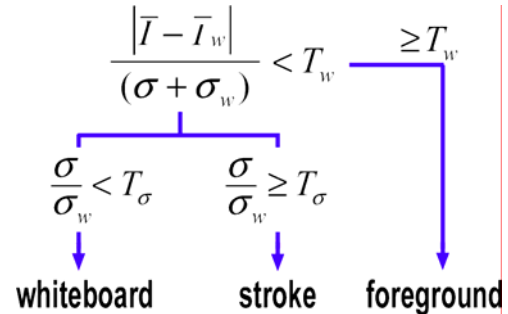 |Ī − Ī_w| / (σ + σ_w) < T_w    ≥ T_w
σ / σ_w < T_σ    σ / σ_w ≥ T_σ
whiteboard    stroke    foreground